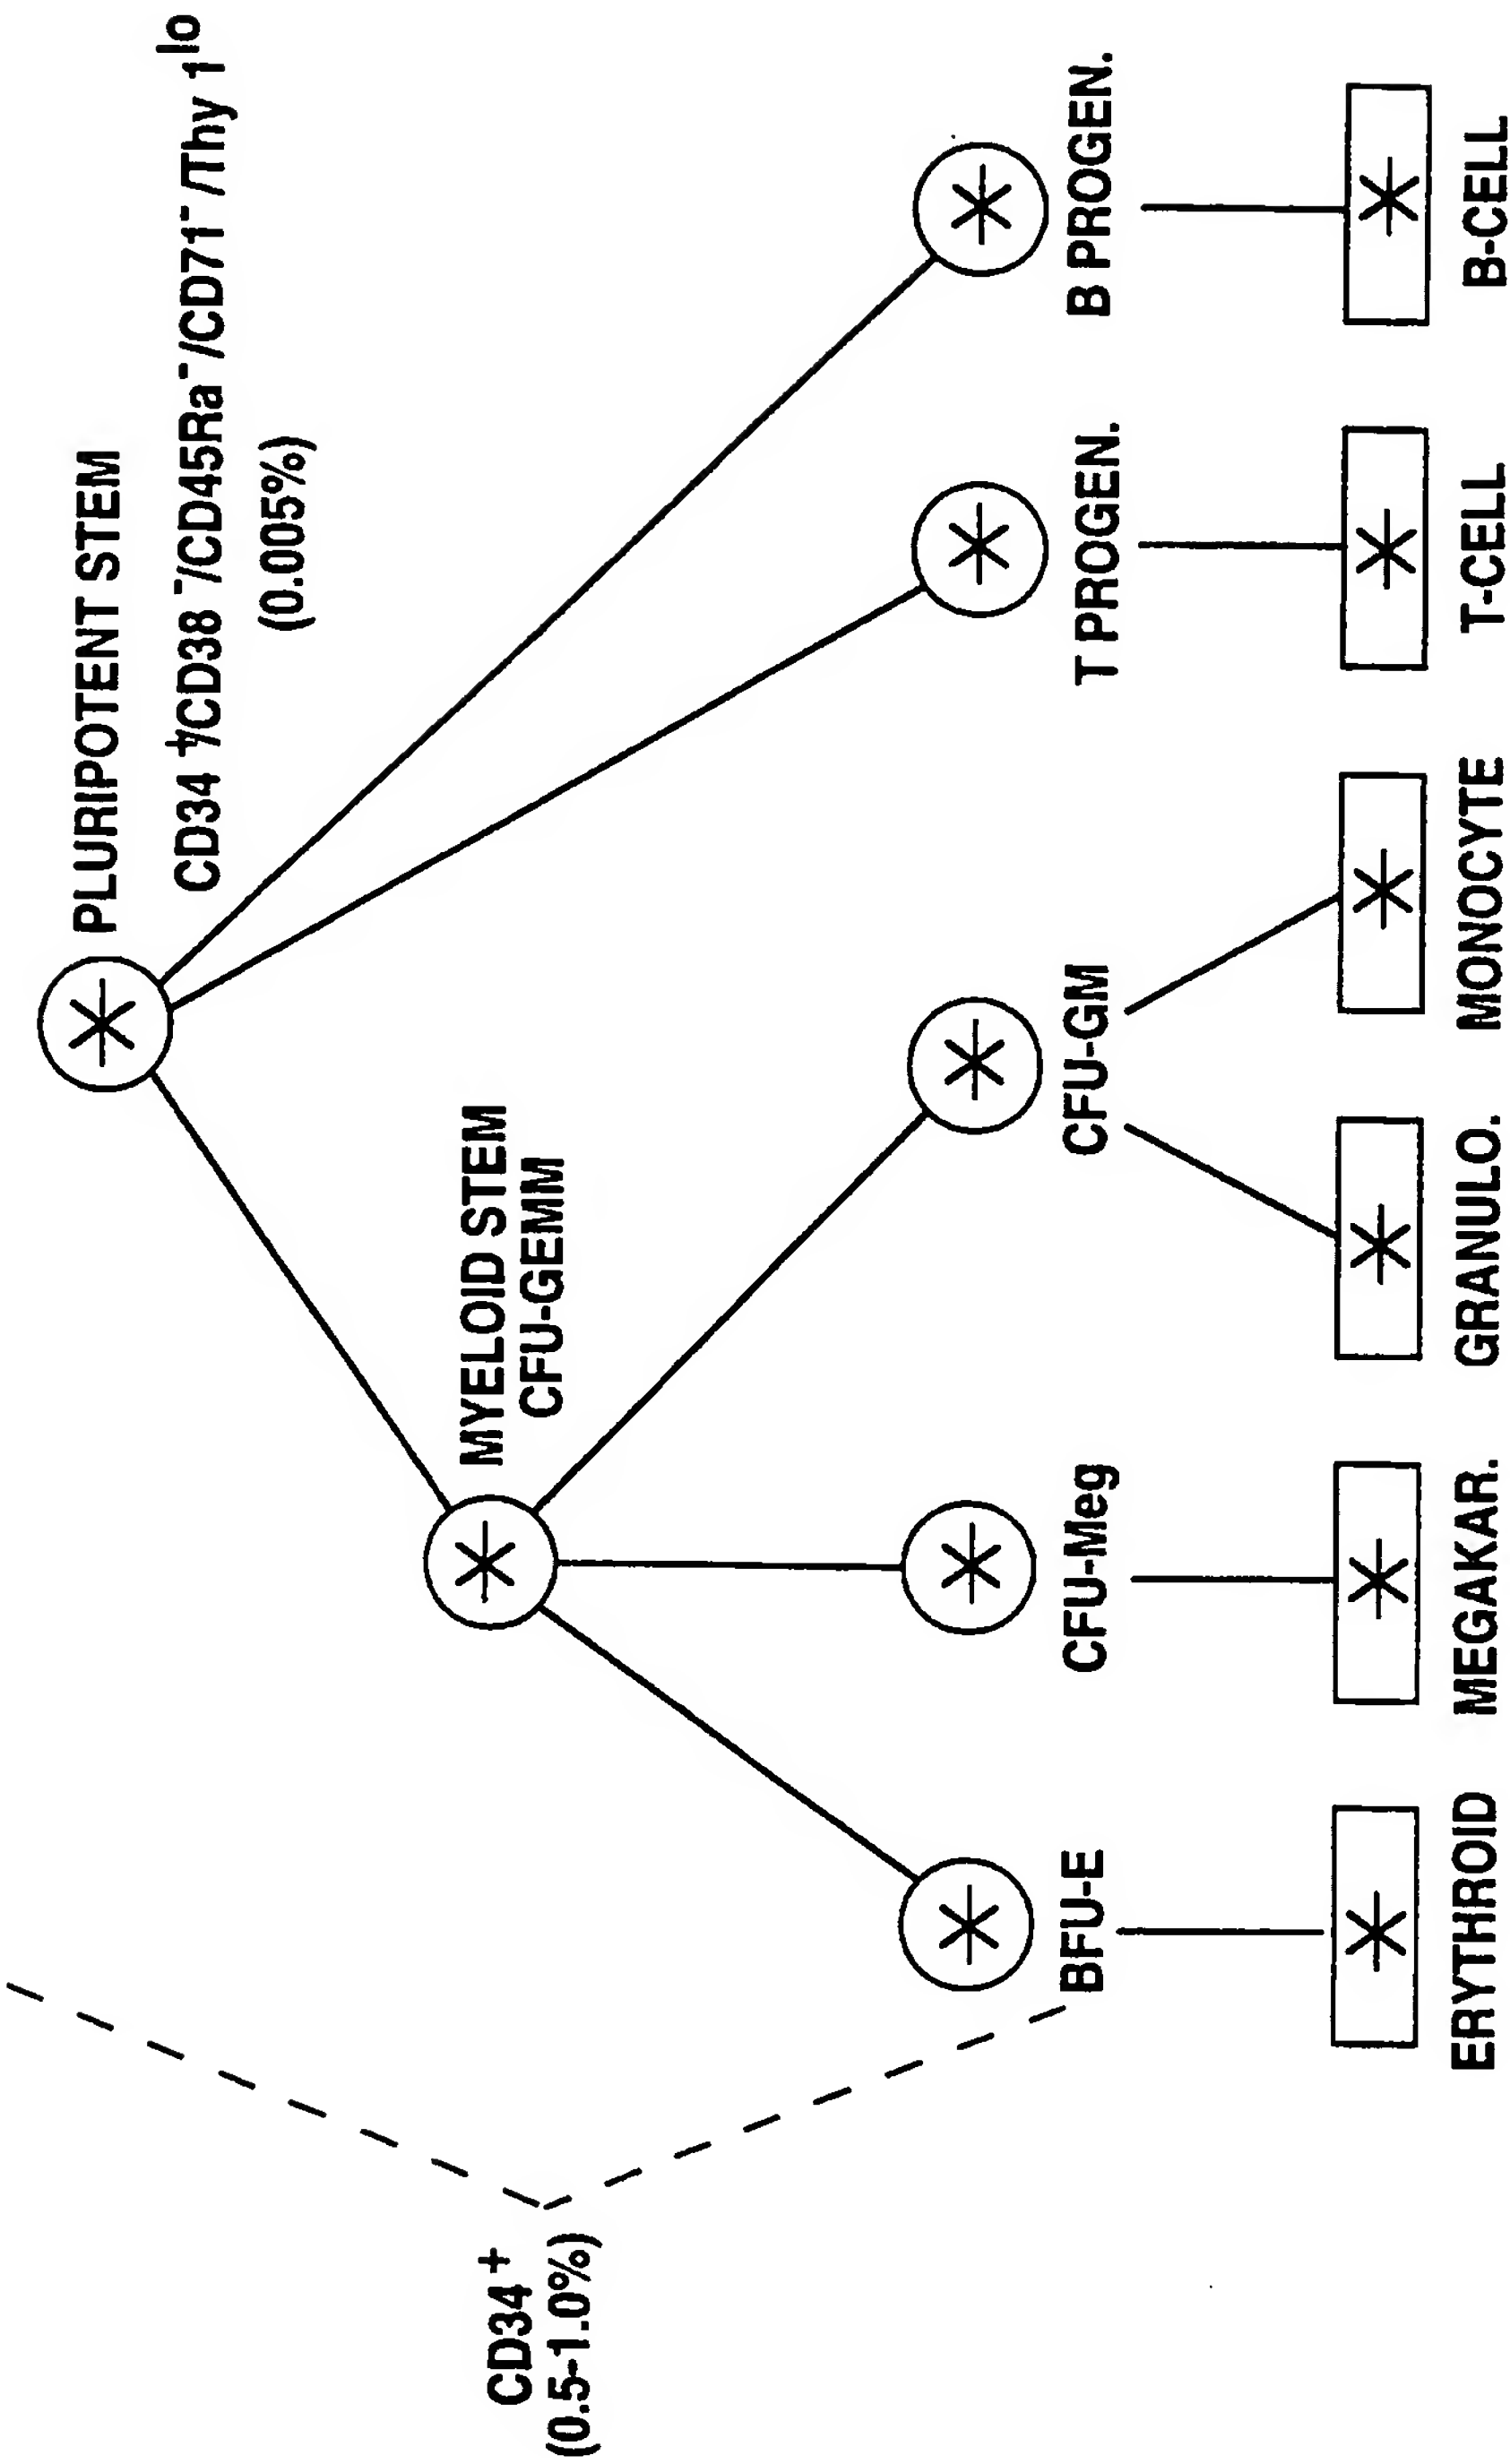 PLURIPOTENT STEM
CD34⁺/CD38⁻/CD45Ra⁻/CD71⁻/Thy 1ˡᵒ
(0.005%)
MYELOID STEM
CFU-GEMM
CD34⁺
(0.5-1.0%)
BFU-E
CFU-Meg
CFU-GM
T PROGEN.
B PROGEN.
ERYTHROID
MEGAKAR.
GRANULO.
MONOCYTE
T-CELL
B-CELL